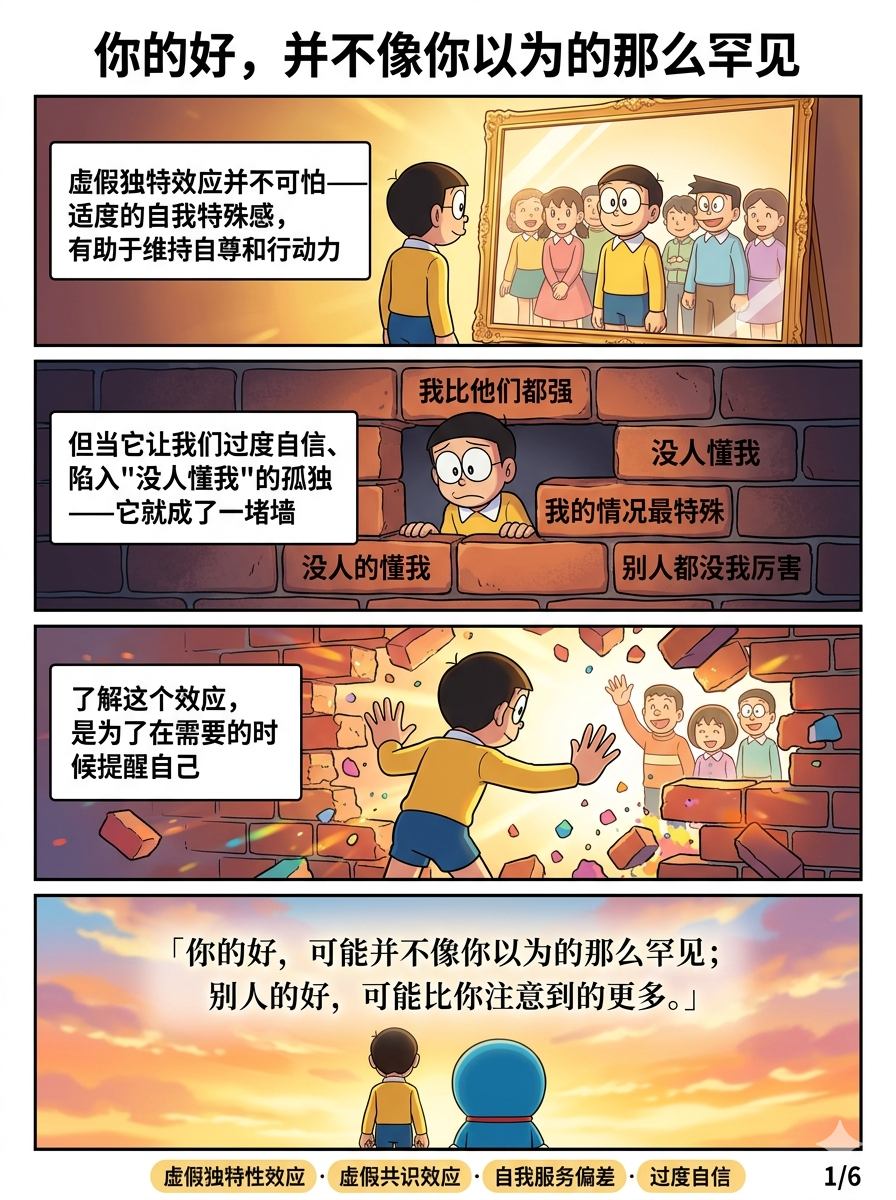 你的好，并不像你以为的那么罕见
虚假独特效应并不可怕——
适度的自我特殊感，
有助于维持自尊和行动力
我比他们都强
但当它让我们过度自信、
陷入"没人懂我"的孤独
——它就成了一堵墙
没人懂我
我的情况最特殊
没人的懂我
别人都没我厉害
了解这个效应，
是为了在需要的时
候提醒自己
「你的好，可能并不像你以为的那么罕见；
别人的好，可能比你注意到的更多。」
虚假独特性效应 · 虚假共识效应 · 自我服务偏差 · 过度自信
1/6